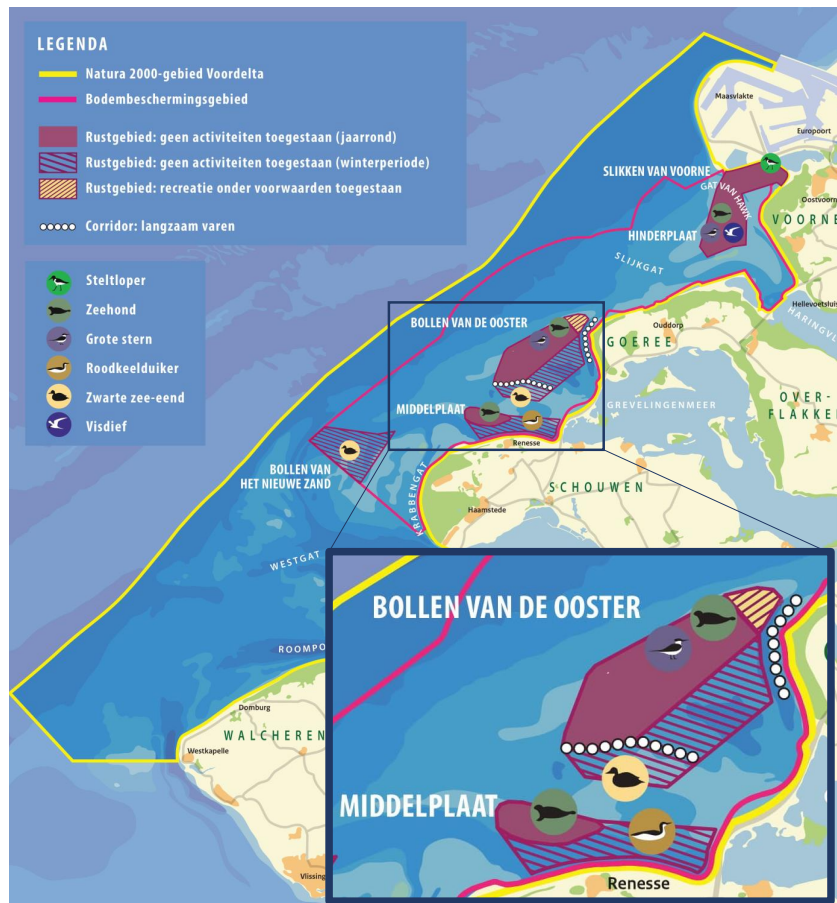 LEGENDA
Natura 2000-gebied Voordelta
Bodembeschermingsgebied
Rustgebied: geen activiteiten toegestaan (jaarrond)
Rustgebied: geen activiteiten toegestaan (winterperiode)
Rustgebied: recreatie onder voorwaarden toegestaan
Corridor: langzaam varen
Steltloper
Zeehond
Grote stern
Roodkeelduiker
Zwarte zee-eend
Visdief
Maasvlakte
Europoort
SLIKKEN VAN VOORNE
GAT VAN HAWK
Oostvoorn
VOORNE
HINDERPLAAT
SLIJKGAT
Hellevoetsluis
HARINGVL
BOLLEN VAN DE OOSTER
Ouddorp
GOEREE
OVER-
FLAKKEE
GREVELINGENMEER
MIDDELPLAAT
Renesse
BOLLEN VAN
HET NIEUWE ZAND
KRABBENGAT
SCHOUWEN
Haamstede
WESTGAT
ROOMPO
Domburg
WALCHEREN
Westkapelle
Vlissing
BOLLEN VAN DE OOSTER
MIDDELPLAAT
Renesse